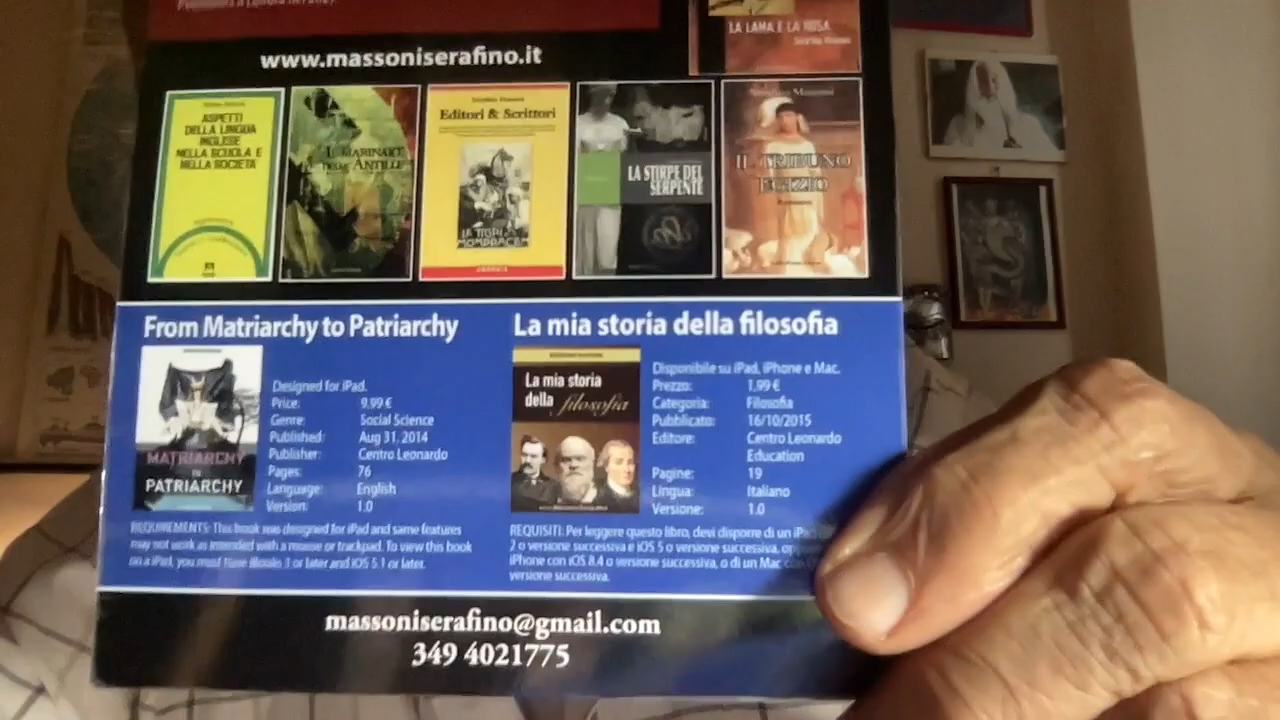 LA LAMA E LA ROSA
www.massoniserafino.it
ASPETTI
DELLA LINGUA
INGLESE
NELLA SCUOLA E
NELLA SOCIETÀ
I MARINAI
DELLE ANTILLE
Editori & Scrittori
LE TIGRI
MOMPRACEM
LA STIRPE DEL
SERPENTE
IL TRIBUNO
EGIZIO
From Matriarchy to Patriarchy
MATRIARCHY
TO
PATRIARCHY
Designed for iPad.
Price: 9,99 €
Genre: Social Science
Published: Aug 31, 2014
Publisher: Centro Leonardo
Pages: 76
Language: English
Version: 1.0
REQUIREMENTS: This book was designed for iPad and some features
may not work as intended with a mouse or trackpad. To view this book
on a iPad, you must have iBooks 3 or later and iOS 5.1 or later.
La mia storia della filosofia
La mia storia
della filosofia
Disponibile su iPad, iPhone e Mac.
Prezzo: 1,99 €
Categoria: Filosofia
Pubblicato: 16/10/2015
Editore: Centro Leonardo
Education
Pagine: 19
Lingua: Italiano
Versione: 1.0
REQUISITI: Per leggere questo libro, devi disporre di un iPad
2 o versione successiva e iOS 5 o versione successiva,
iPhone con iOS 8.4 o versione successiva, o di un Mac
versione successiva.
massoniserafino@gmail.com
349 4021775